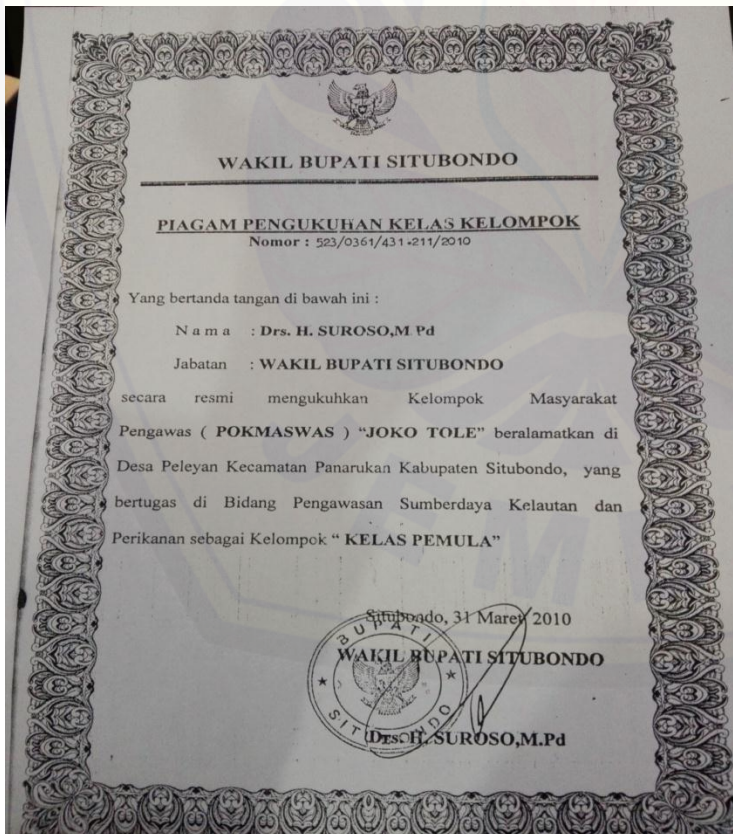 WAKIL BUPATI SITUBONDO
PIAGAM PENGUKUHAN KELAS KELOMPOK
Nomor : 523/0361/431.211/2010
Yang bertanda tangan di bawah ini :
N a m a : Drs. H. SUROSO,M.Pd
Jabatan : WAKIL BUPATI SITUBONDO
secara resmi mengukuhkan Kelompok Masyarakat
Pengawas ( POKMASWAS ) “JOKO TOLE” beralamatkan di
Desa Peleyan Kecamatan Panarukan Kabupaten Situbondo, yang
bertugas di Bidang Pengawasan Sumberdaya Kelautan dan
Perikanan sebagai Kelompok “ KELAS PEMULA”
Situbondo, 31 Maret 2010
WAKIL BUPATI SITUBONDO
BUPATI
SITUBONDO
Drs. H. SUROSO,M.Pd